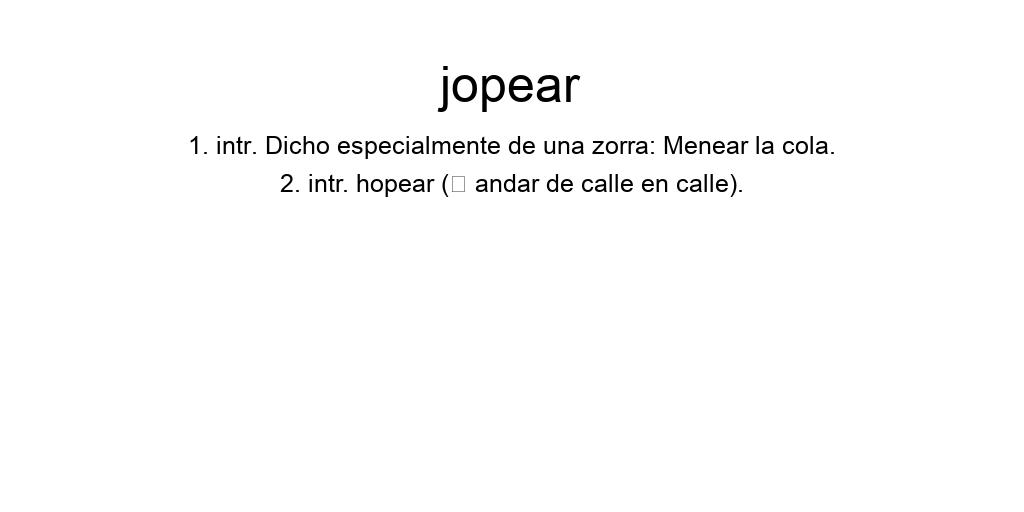 jopear
1. intr. Dicho especialmente de una zorra: Menear la cola.
2. intr. hopear (▯ andar de calle en calle).